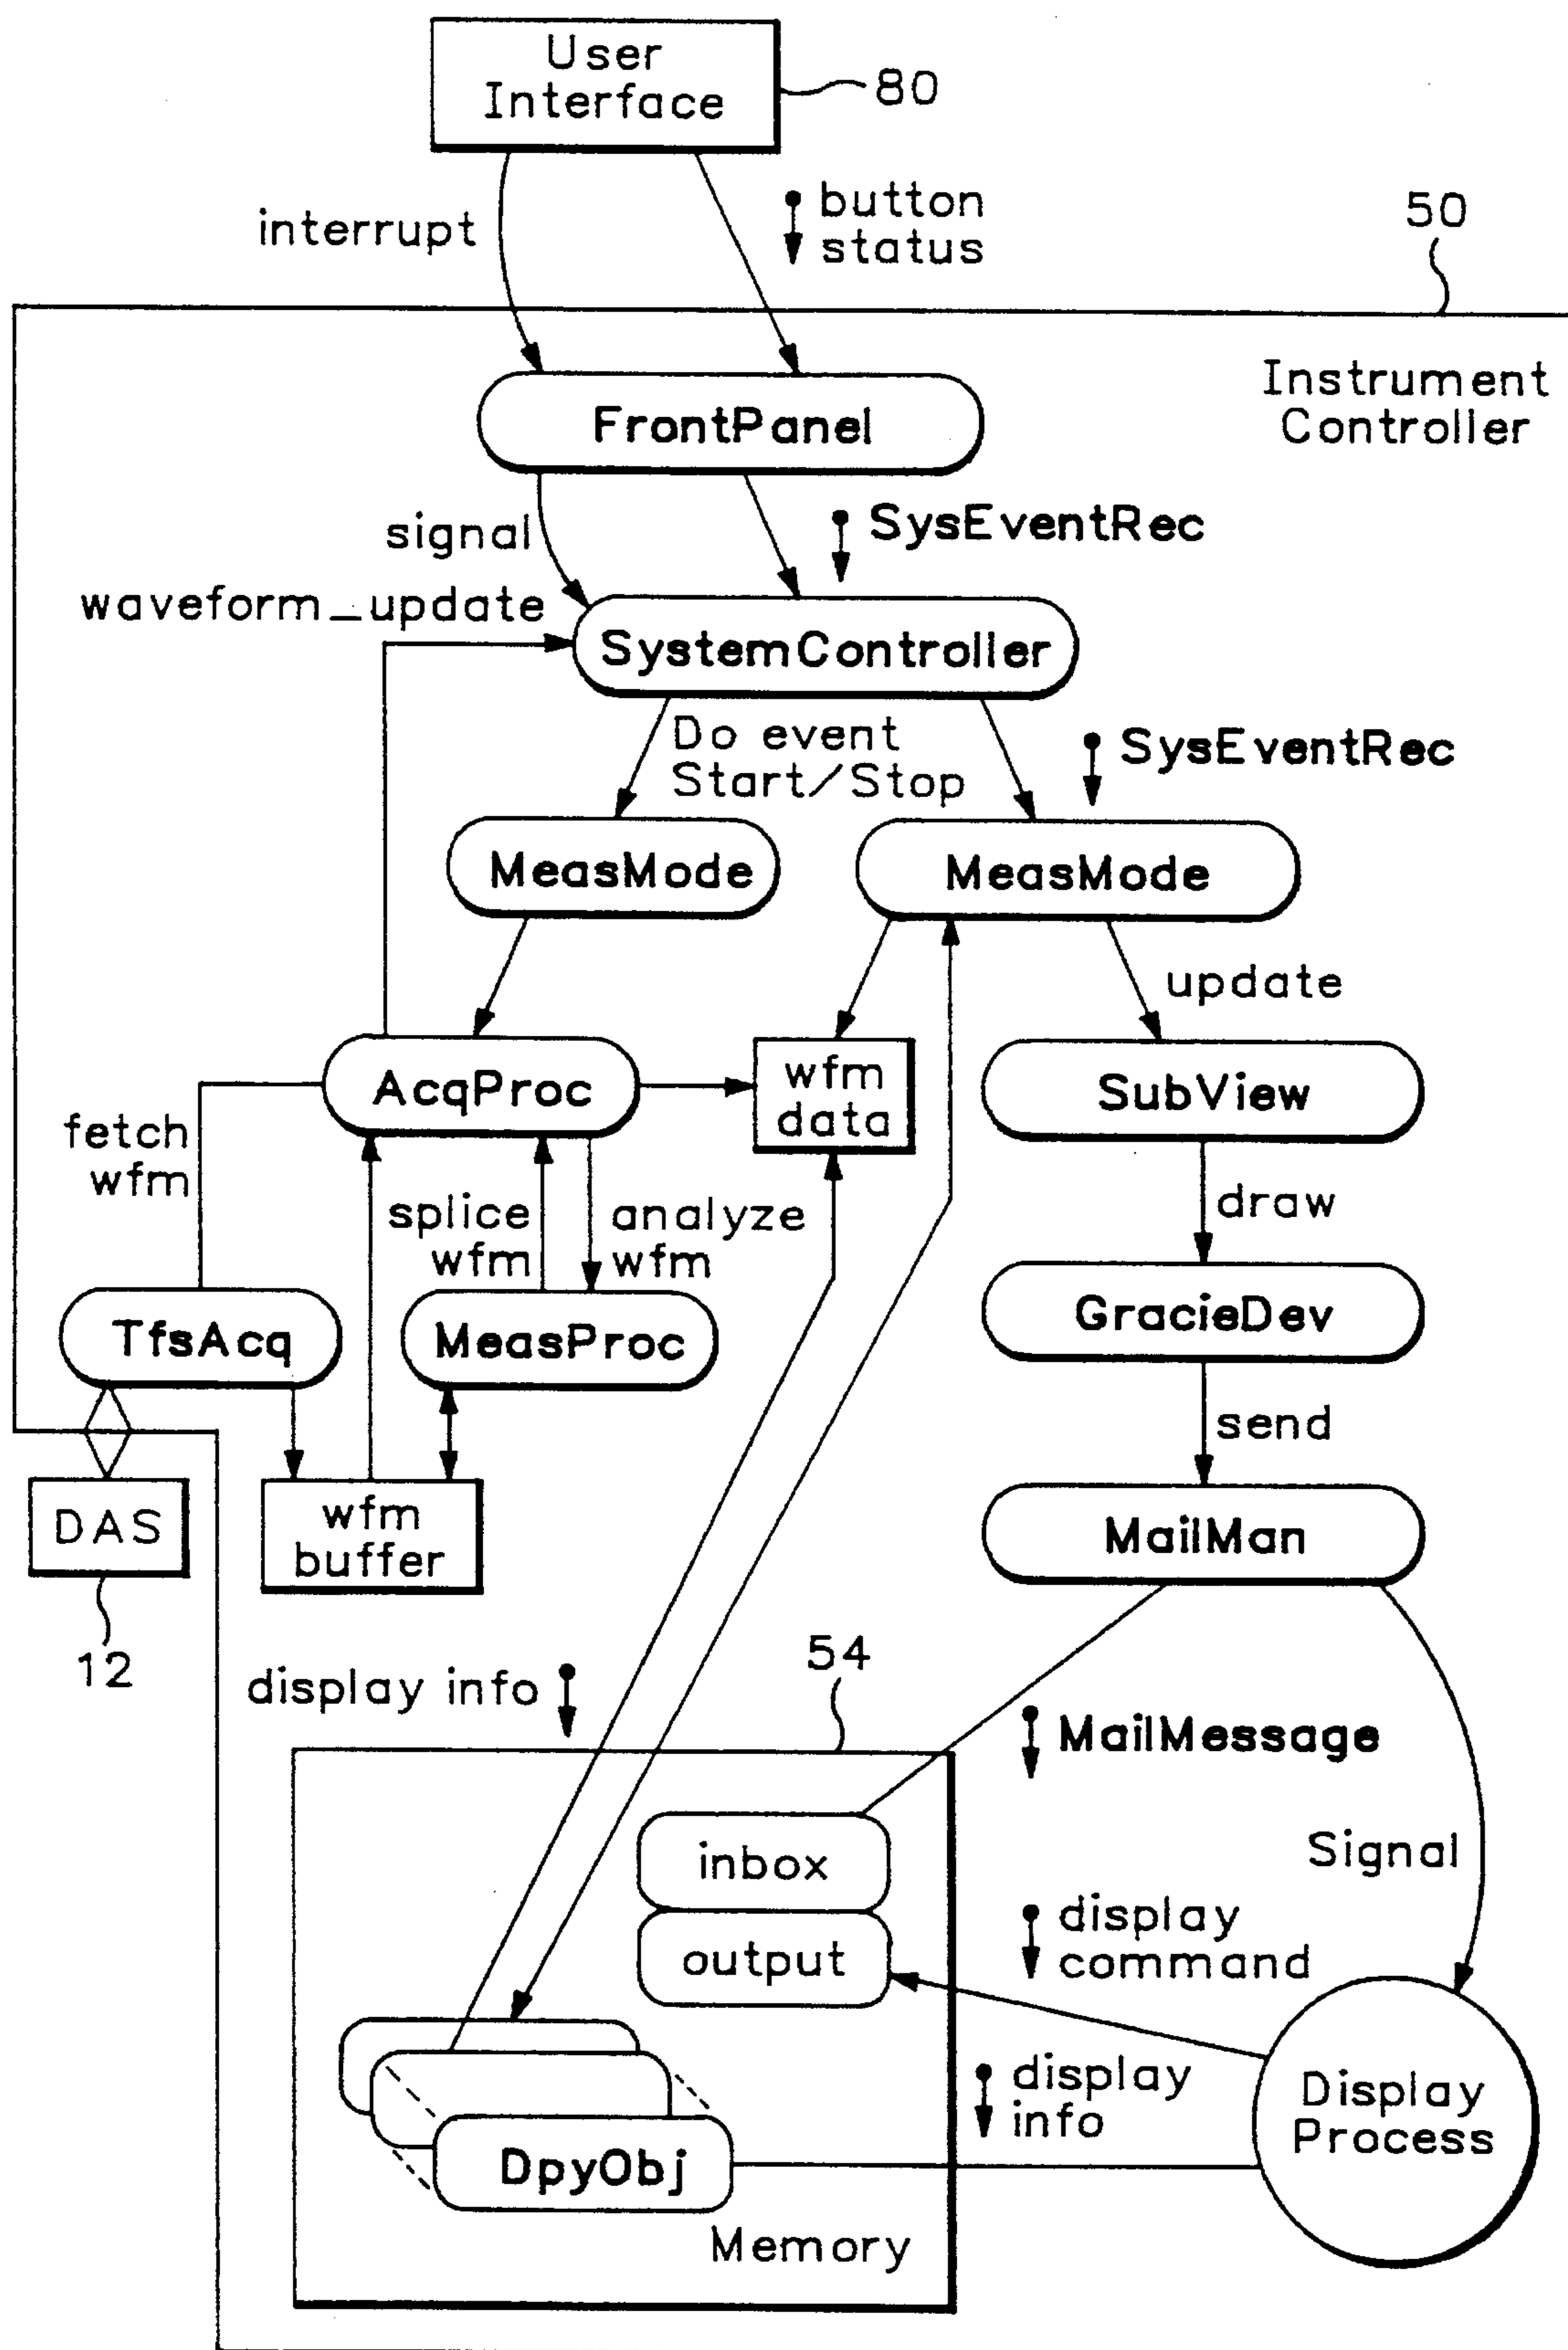 User
Interface
80
interrupt
button
status
50
Instrument
Controller
FrontPanel
signal
SysEventRec
waveform_update
SystemController
Do event
Start/Stop
SysEventRec
MeasMode
MeasMode
update
AcqProc
wfm
data
SubView
fetch
wfm
splice
wfm
analyze
wfm
draw
TfsAcq
MeasProc
GracieDev
send
DAS
wfm
buffer
MailMan
12
display info
54
MailMessage
inbox
Signal
output
display
command
display
info
Display
Process
DpyObj
Memory